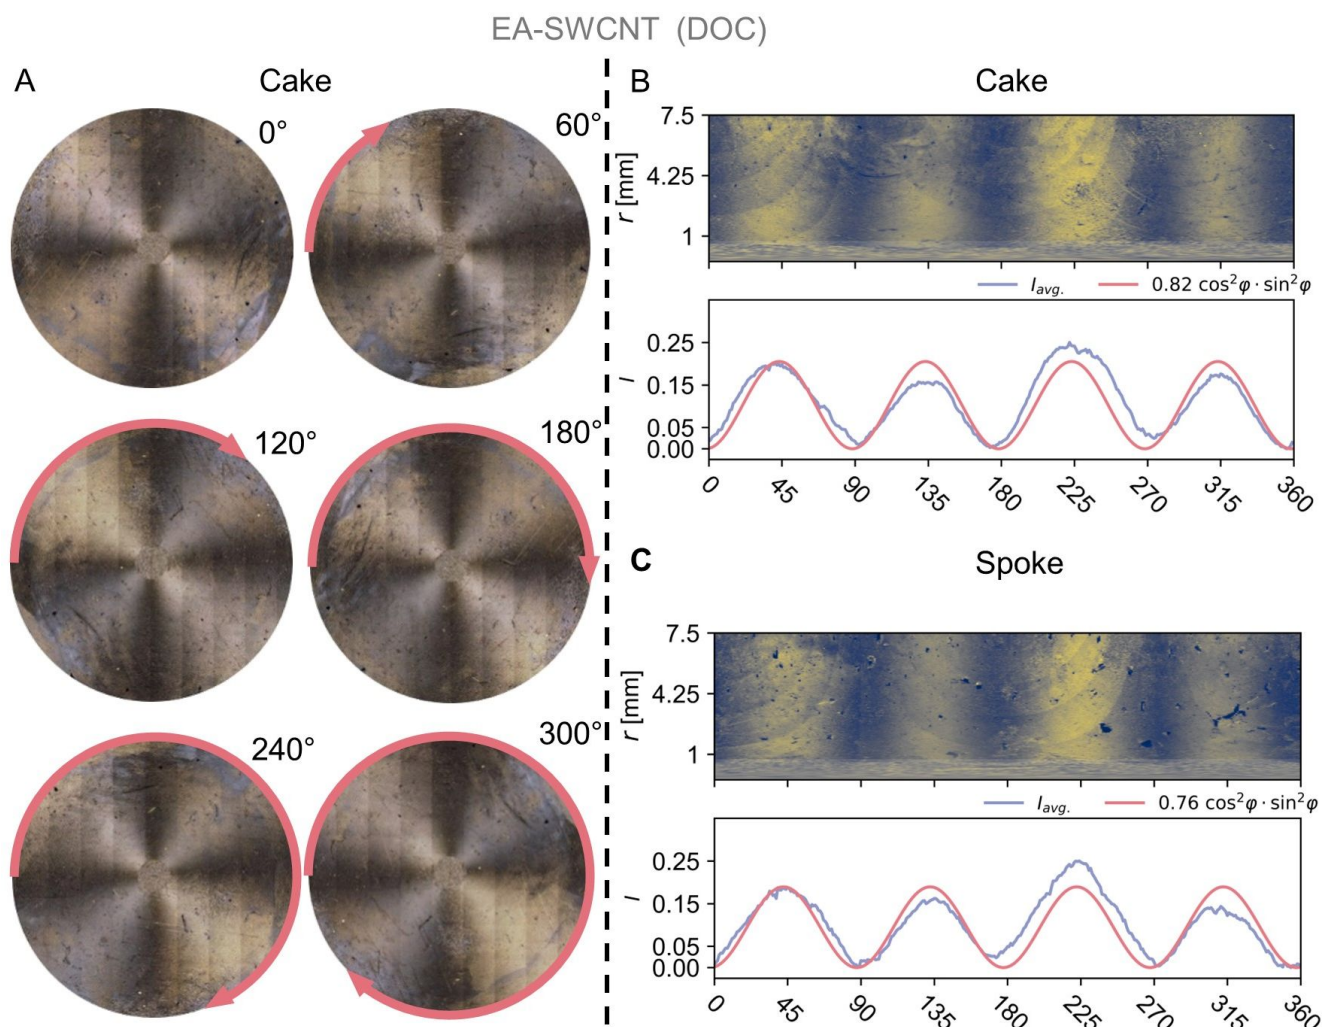 EA-SWCNT (DOC)
A
Cake
0°
60°
120°
180°
240°
300°
B
Cake
7.5
4.25
1
r [mm]
I_avg.
0.82 cos²φ · sin²φ
0.25
0.15
0.05
0.00
I
0 45 90 135 180 225 270 315 360
C
Spoke
7.5
4.25
1
r [mm]
I_avg.
0.76 cos²φ · sin²φ
0.25
0.15
0.05
0.00
I
0 45 90 135 180 225 270 315 360